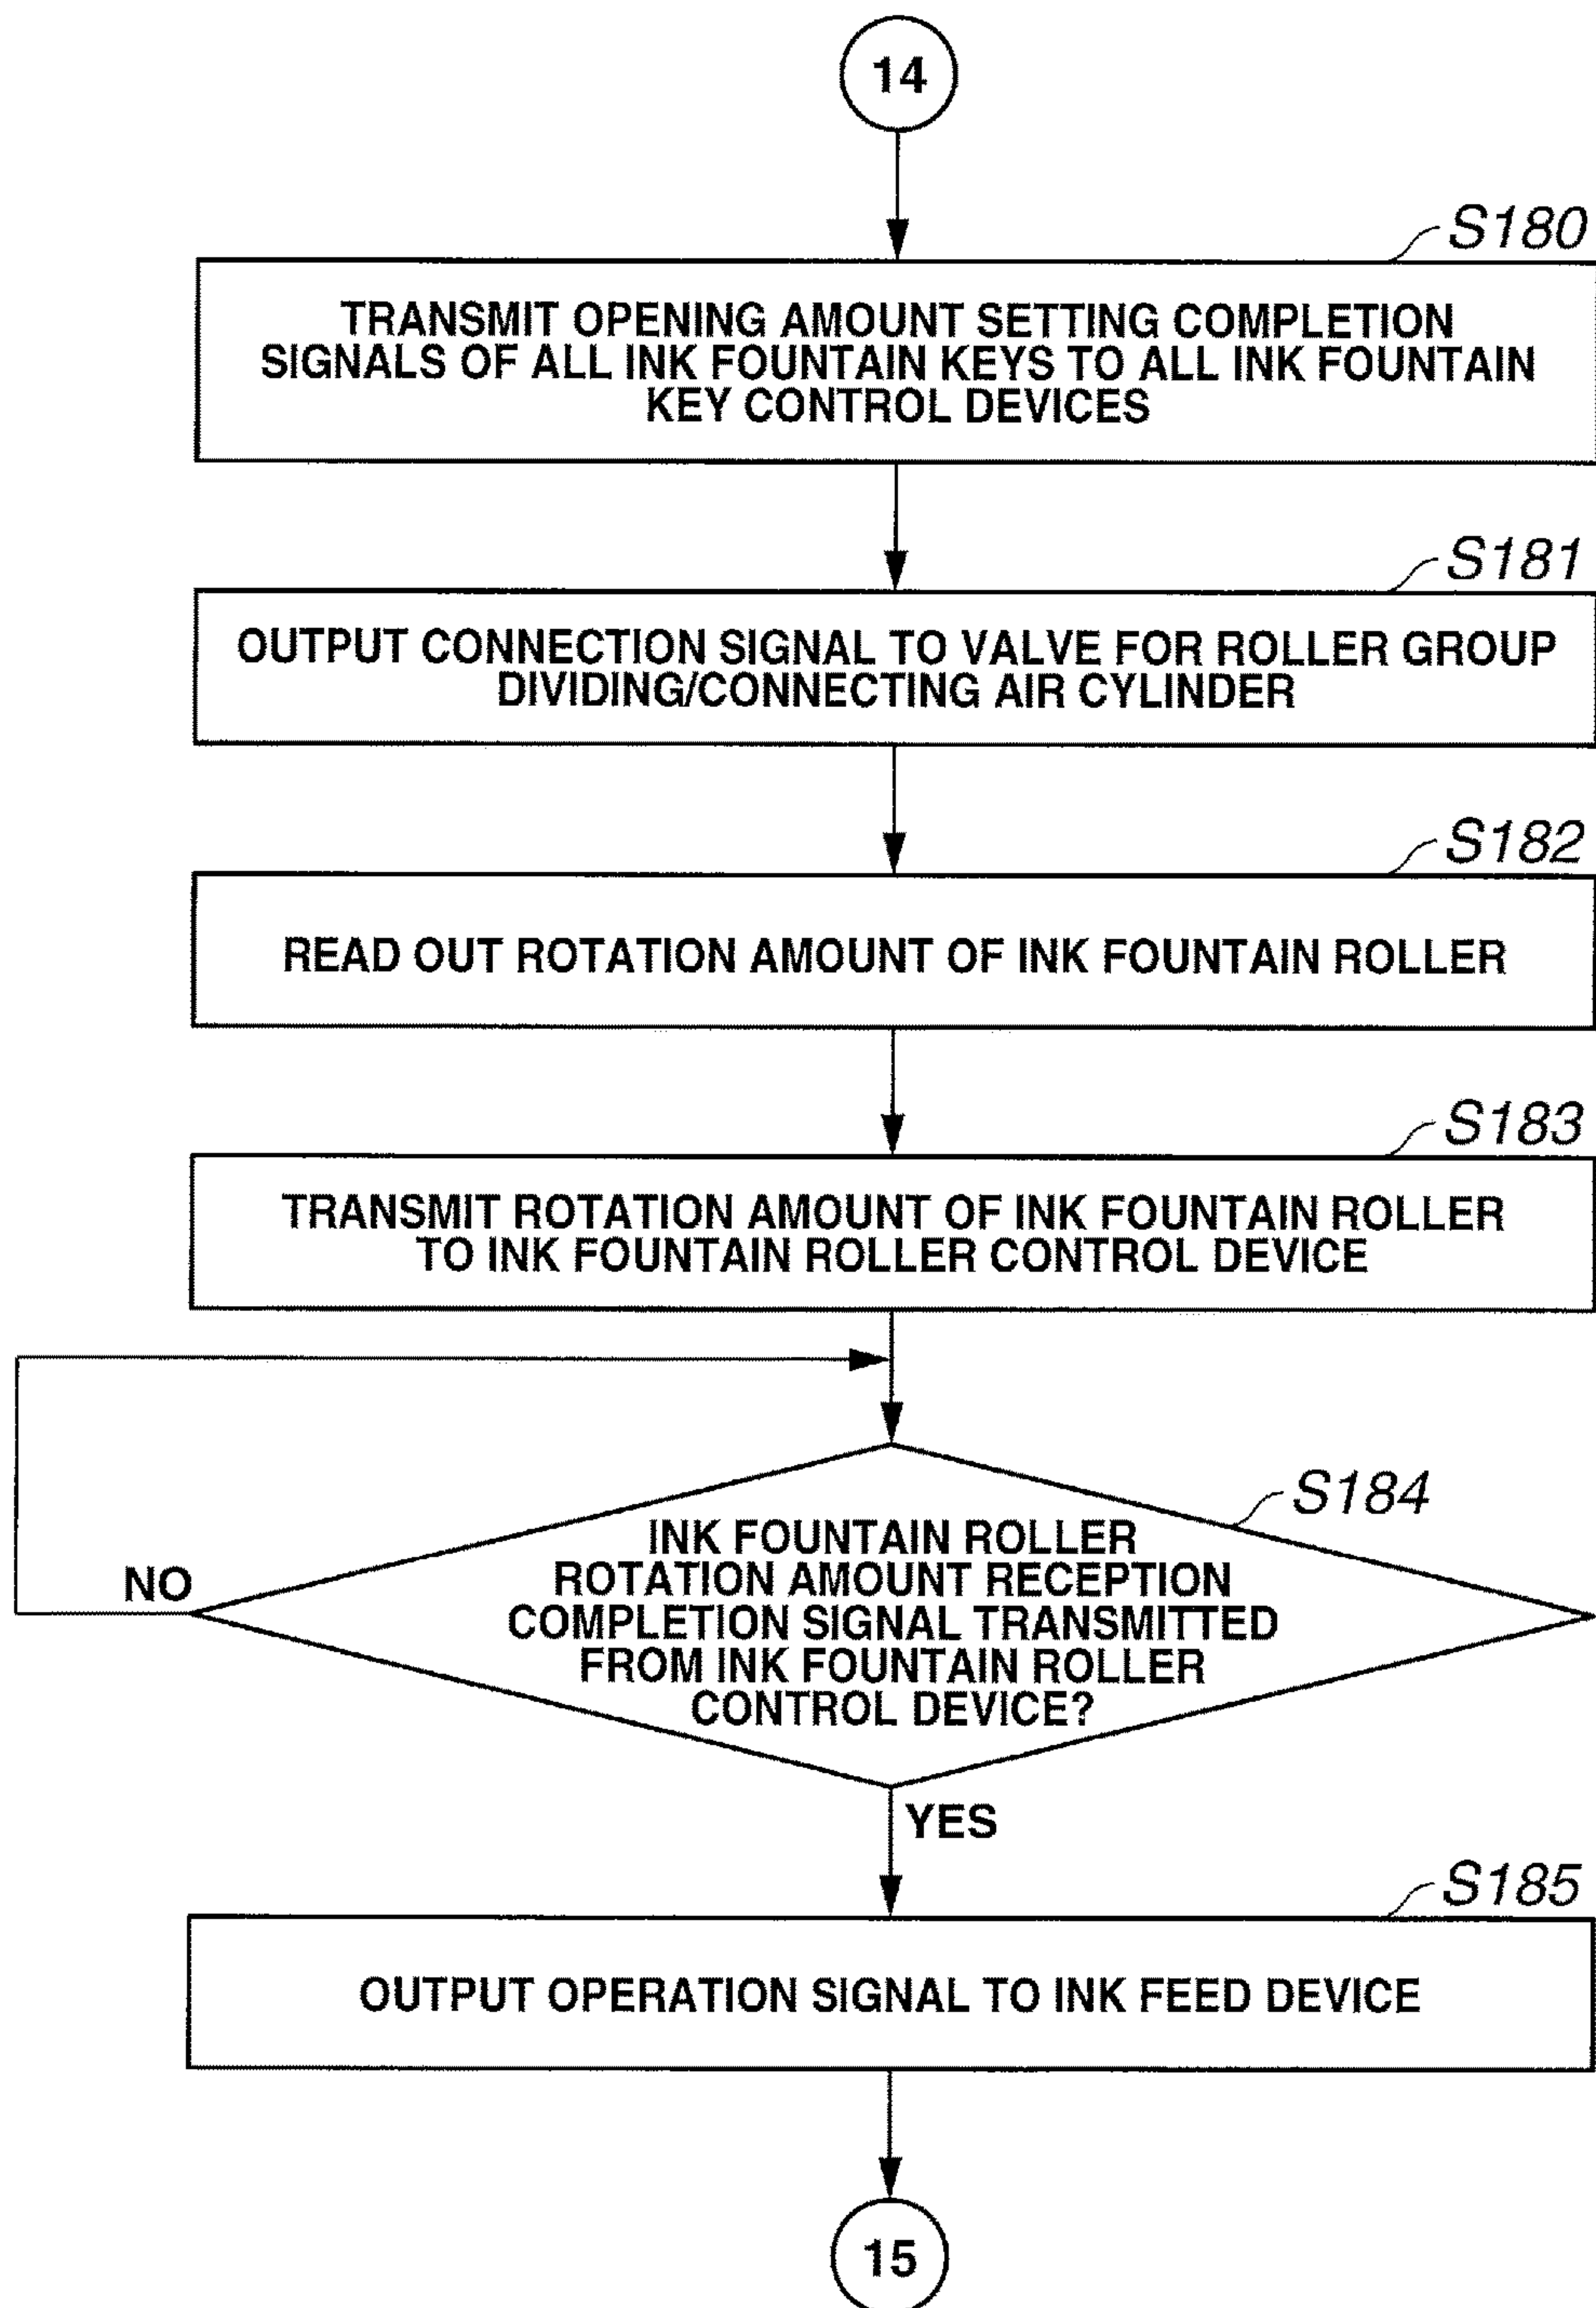 14
S180
TRANSMIT OPENING AMOUNT SETTING COMPLETION
SIGNALS OF ALL INK FOUNTAIN KEYS TO ALL INK FOUNTAIN
KEY CONTROL DEVICES
S181
OUTPUT CONNECTION SIGNAL TO VALVE FOR ROLLER GROUP
DIVIDING/CONNECTING AIR CYLINDER
S182
READ OUT ROTATION AMOUNT OF INK FOUNTAIN ROLLER
S183
TRANSMIT ROTATION AMOUNT OF INK FOUNTAIN ROLLER
TO INK FOUNTAIN ROLLER CONTROL DEVICE
S184
INK FOUNTAIN ROLLER
ROTATION AMOUNT RECEPTION
COMPLETION SIGNAL TRANSMITTED
FROM INK FOUNTAIN ROLLER
CONTROL DEVICE?
NO
YES
S185
OUTPUT OPERATION SIGNAL TO INK FEED DEVICE
15